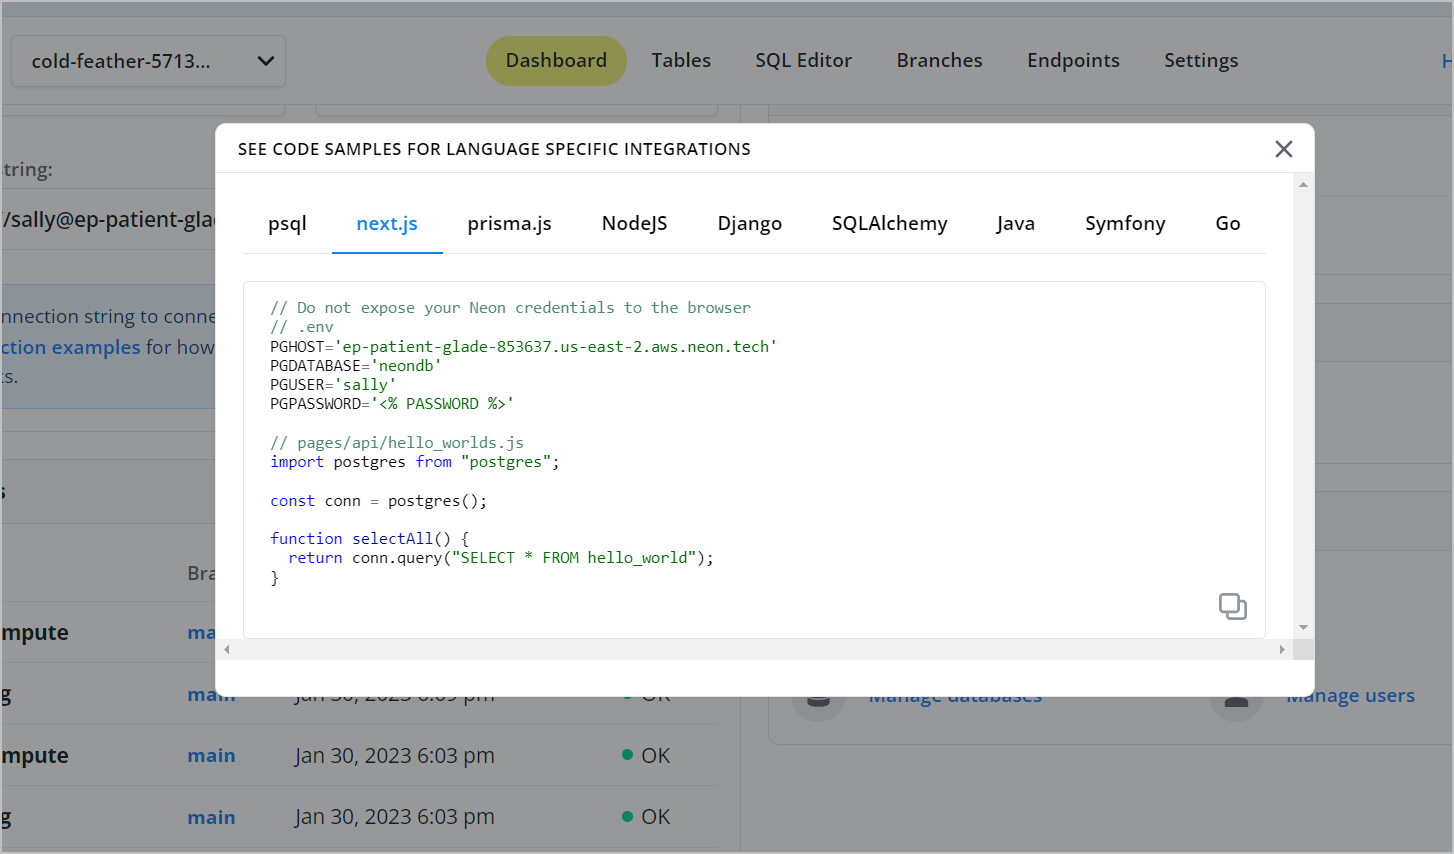 cold-feather-5713...
Dashboard
Tables
SQL Editor
Branches
Endpoints
Settings
H
SEE CODE SAMPLES FOR LANGUAGE SPECIFIC INTEGRATIONS
tring:
/sally@ep-patient-gla
psql
next.js
prisma.js
NodeJS
Django
SQLAlchemy
Java
Symfony
Go
nnection string to conne
ction examples for how
s.
// Do not expose your Neon credentials to the browser
// .env
PGHOST='ep-patient-glade-853637.us-east-2.aws.neon.tech'
PGDATABASE='neondb'
PGUSER='sally'
PGPASSWORD='<% PASSWORD %>'
// pages/api/hello_worlds.js
import postgres from "postgres";
const conn = postgres();
function selectAll() {
return conn.query("SELECT * FROM hello_world");
}
s
Bra
mpute
ma
g
main
Jan 30, 2023 6:09 pm
OK
Manage databases
Manage users
mpute
main
Jan 30, 2023 6:03 pm
OK
g
main
Jan 30, 2023 6:03 pm
OK